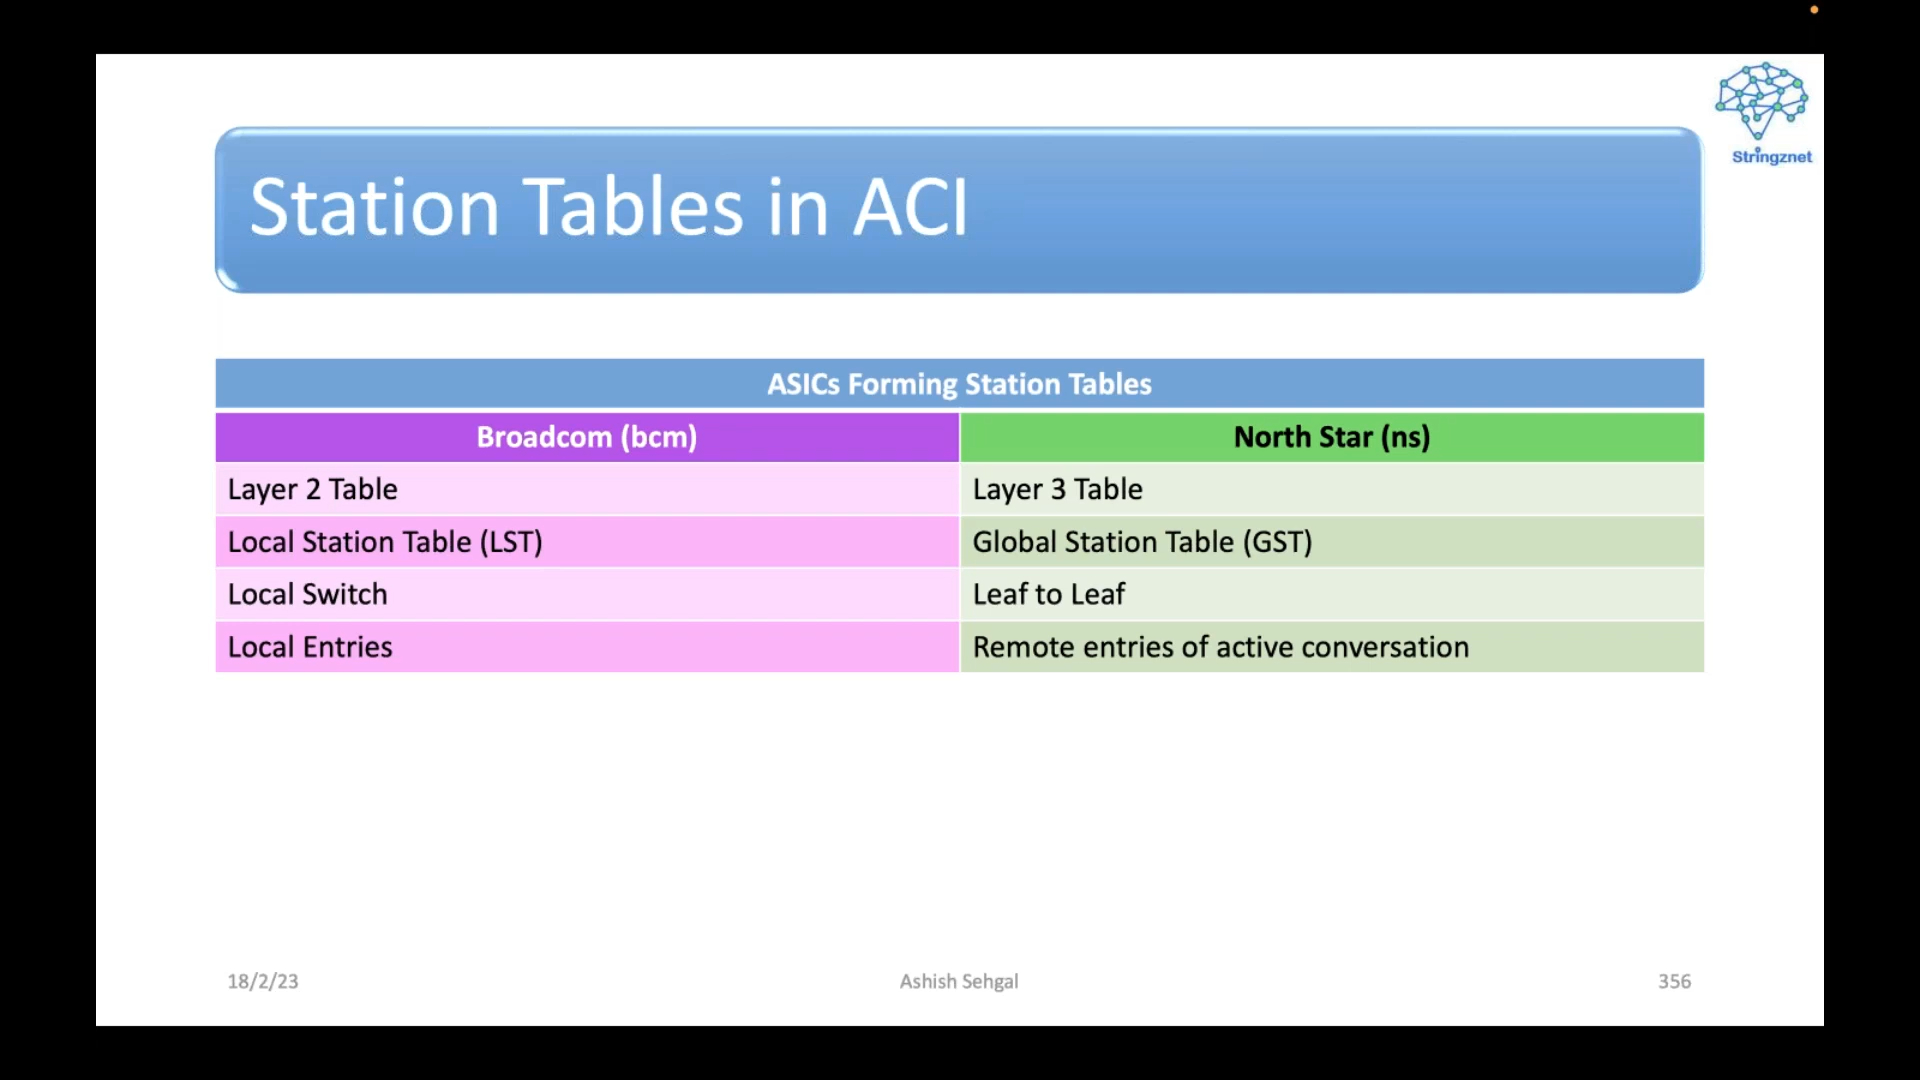 Stringznet
Station Tables in ACI
ASICs Forming Station Tables
Broadcom (bcm) North Star (ns)
Layer 2 Table Layer 3 Table
Local Station Table (LST) Global Station Table (GST)
Local Switch Leaf to Leaf
Local Entries Remote entries of active conversation
18/2/23 Ashish Sehgal 356